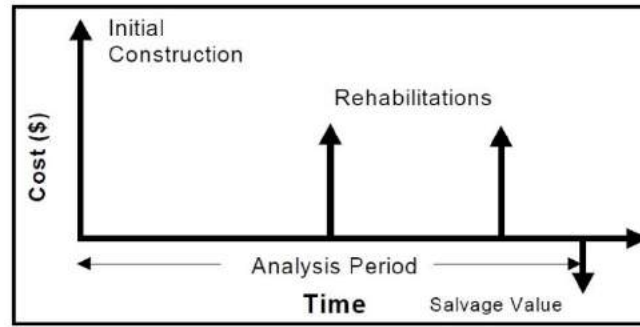 Initial
Construction
Rehabilitations
Cost ($)
Analysis Period
Time
Salvage Value